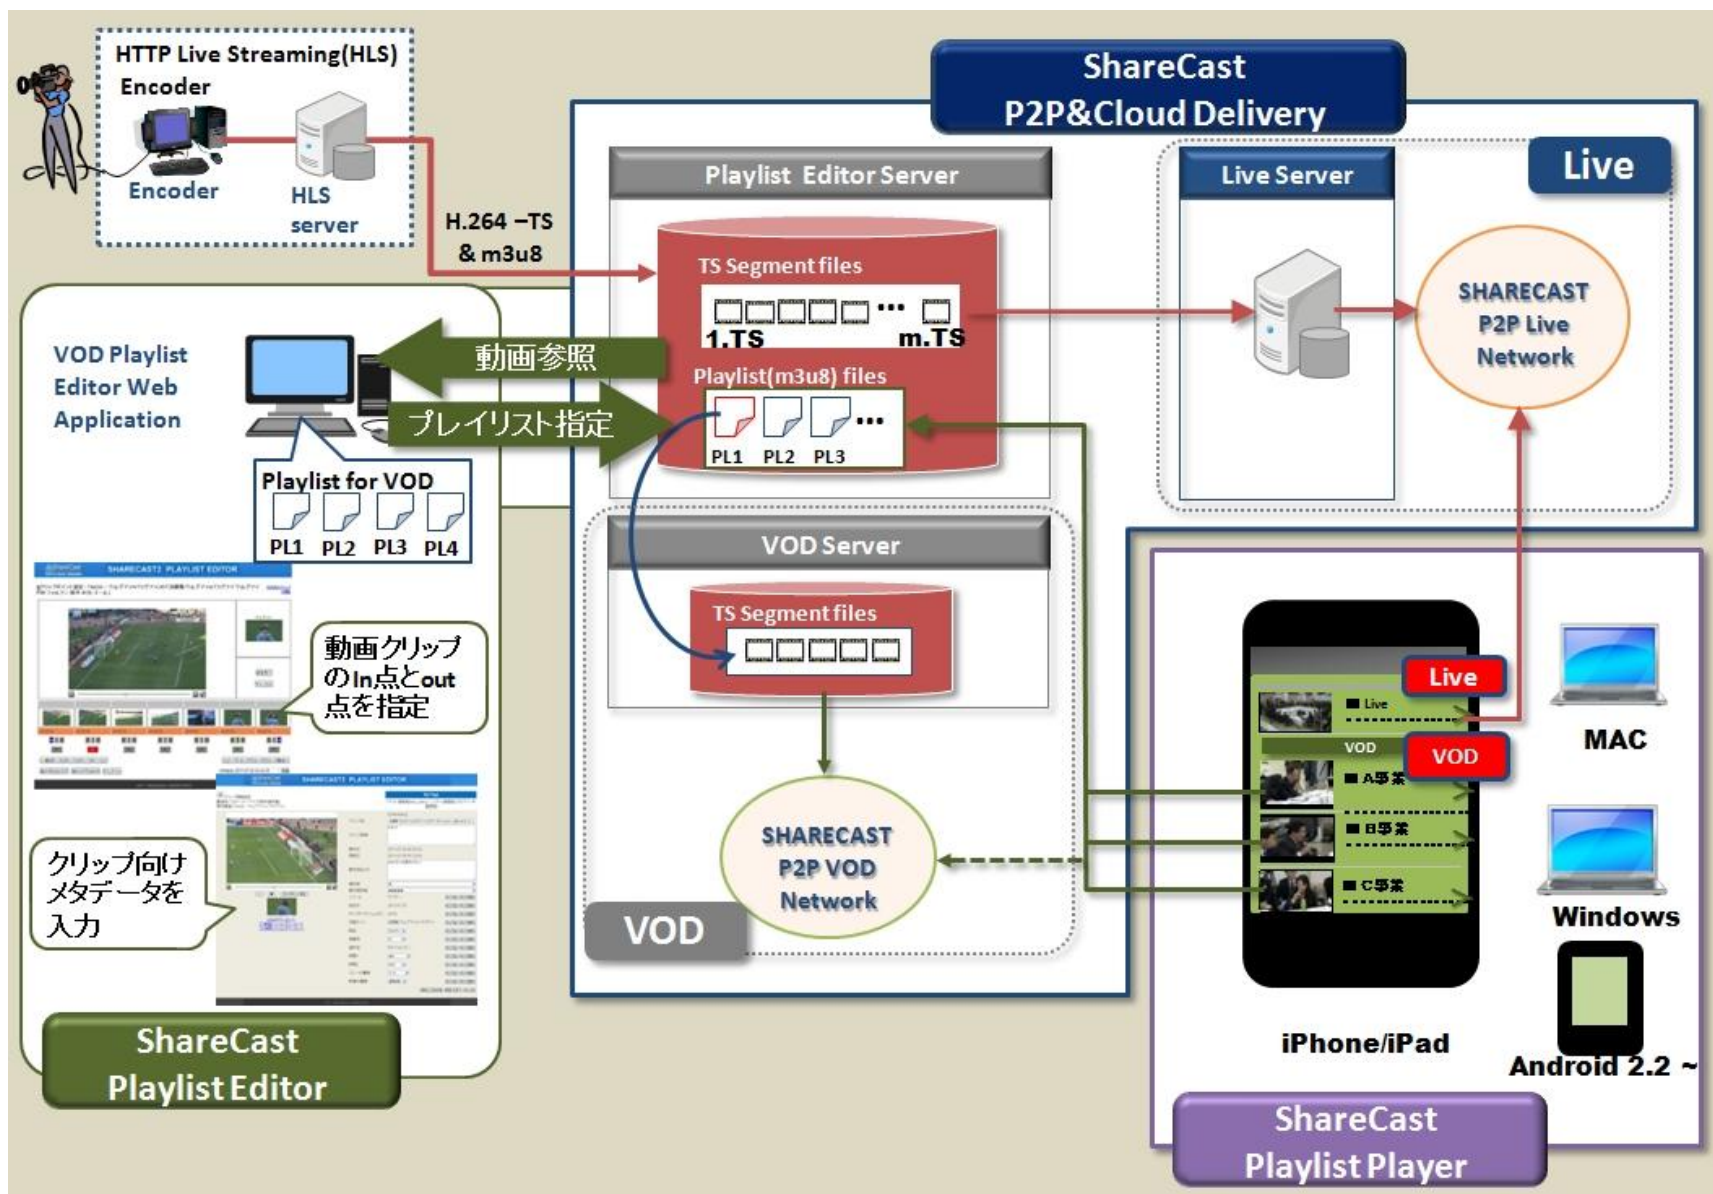 HTTP Live Streaming(HLS)
Encoder
Encoder
HLS
server
H.264 –TS
& m3u8
ShareCast
P2P&Cloud Delivery
Playlist Editor Server
TS Segment files
1.TS
...
m.TS
Playlist(m3u8) files
...
PL1 PL2 PL3
Live Server
Live
SHARECAST
P2P Live
Network
VOD Playlist
Editor Web
Application
動画参照
プレイリスト指定
Playlist for VOD
PL1 PL2 PL3 PL4
SHARECAST2 PLAYLIST EDITOR
動画クリップ
のIn点とout
点を指定
SHARECAST2 PLAYLIST EDITOR
クリップ向け
メタデータを
入力
ShareCast
Playlist Editor
VOD Server
TS Segment files
SHARECAST
P2P VOD
Network
VOD
Live
■ Live
VOD
VOD
■ A事業
■ B事業
■ C事業
iPhone/iPad
MAC
Windows
Android 2.2 ~
ShareCast
Playlist Player